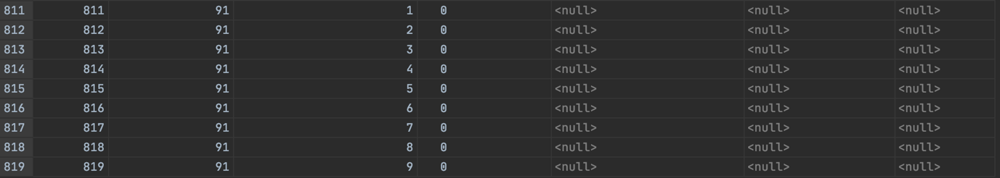 811 811 91 1 0 <null> <null> <null>
812 812 91 2 0 <null> <null> <null>
813 813 91 3 0 <null> <null> <null>
814 814 91 4 0 <null> <null> <null>
815 815 91 5 0 <null> <null> <null>
816 816 91 6 0 <null> <null> <null>
817 817 91 7 0 <null> <null> <null>
818 818 91 8 0 <null> <null> <null>
819 819 91 9 0 <null> <null> <null>